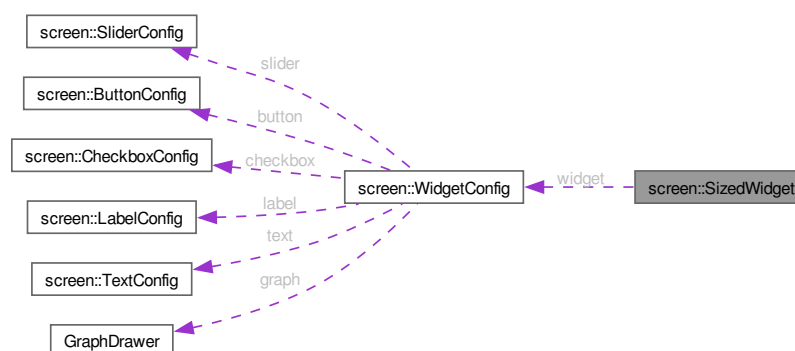 screen::SliderConfig
slider
screen::ButtonConfig
button
checkbox
screen::CheckboxConfig
widget
screen::WidgetConfig
screen::SizedWidget
label
screen::LabelConfig
text
screen::TextConfig
graph
GraphDrawer